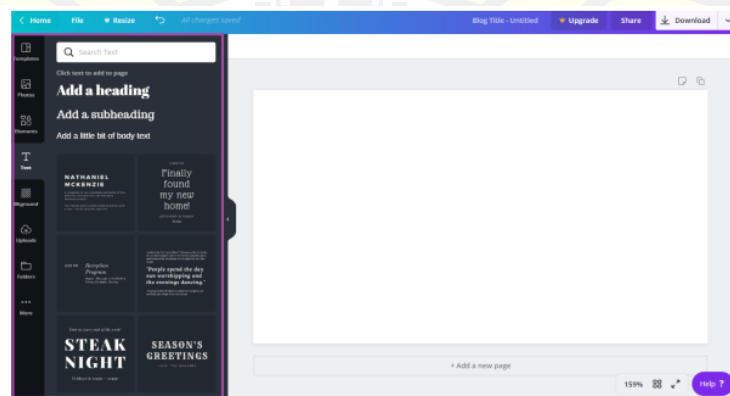 Home File Resize All changes saved Blog Title - Untitled Upgrade Share Download
Templates
Photos
Elements
Text
Bkground
Uploads
Folders
More
Search Text
Click text to add to page
Add a heading
Add a subheading
Add a little bit of body text
NATHANIEL
MCKENZIE
Finally
found
my new
home!
Reception
Program
"People spend the day
sun worshipping and
the evenings dancing."
STEAK
NIGHT
SEASON'S
GREETINGS
+ Add a new page
159%
Help ?